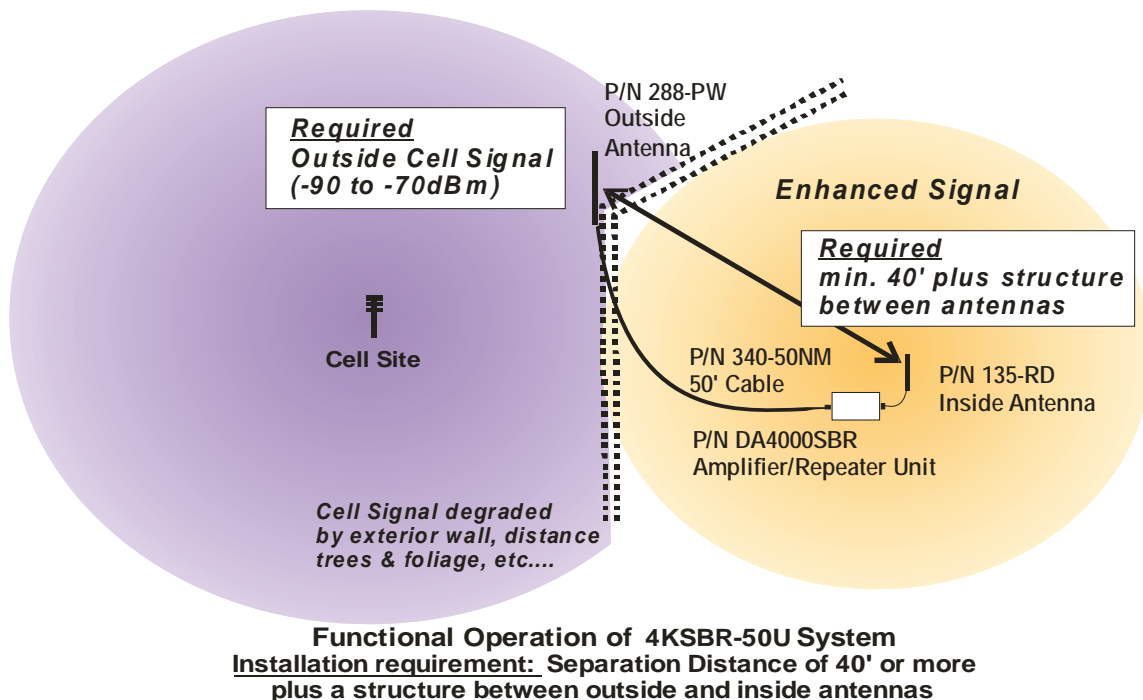 P/N 288-PW
Outside
Antenna
Required
Outside Cell Signal
(-90 to -70dBm)
Enhanced Signal
Required
min. 40' plus structure
between antennas
Cell Site
P/N 340-50NM
50' Cable
P/N 135-RD
Inside Antenna
P/N DA4000SBR
Amplifier/Repeater Unit
Cell Signal degraded
by exterior wall, distance
trees & foliage, etc....
Functional Operation of 4KSBR-50U System
Installation requirement: Separation Distance of 40' or more
plus a structure between outside and inside antennas